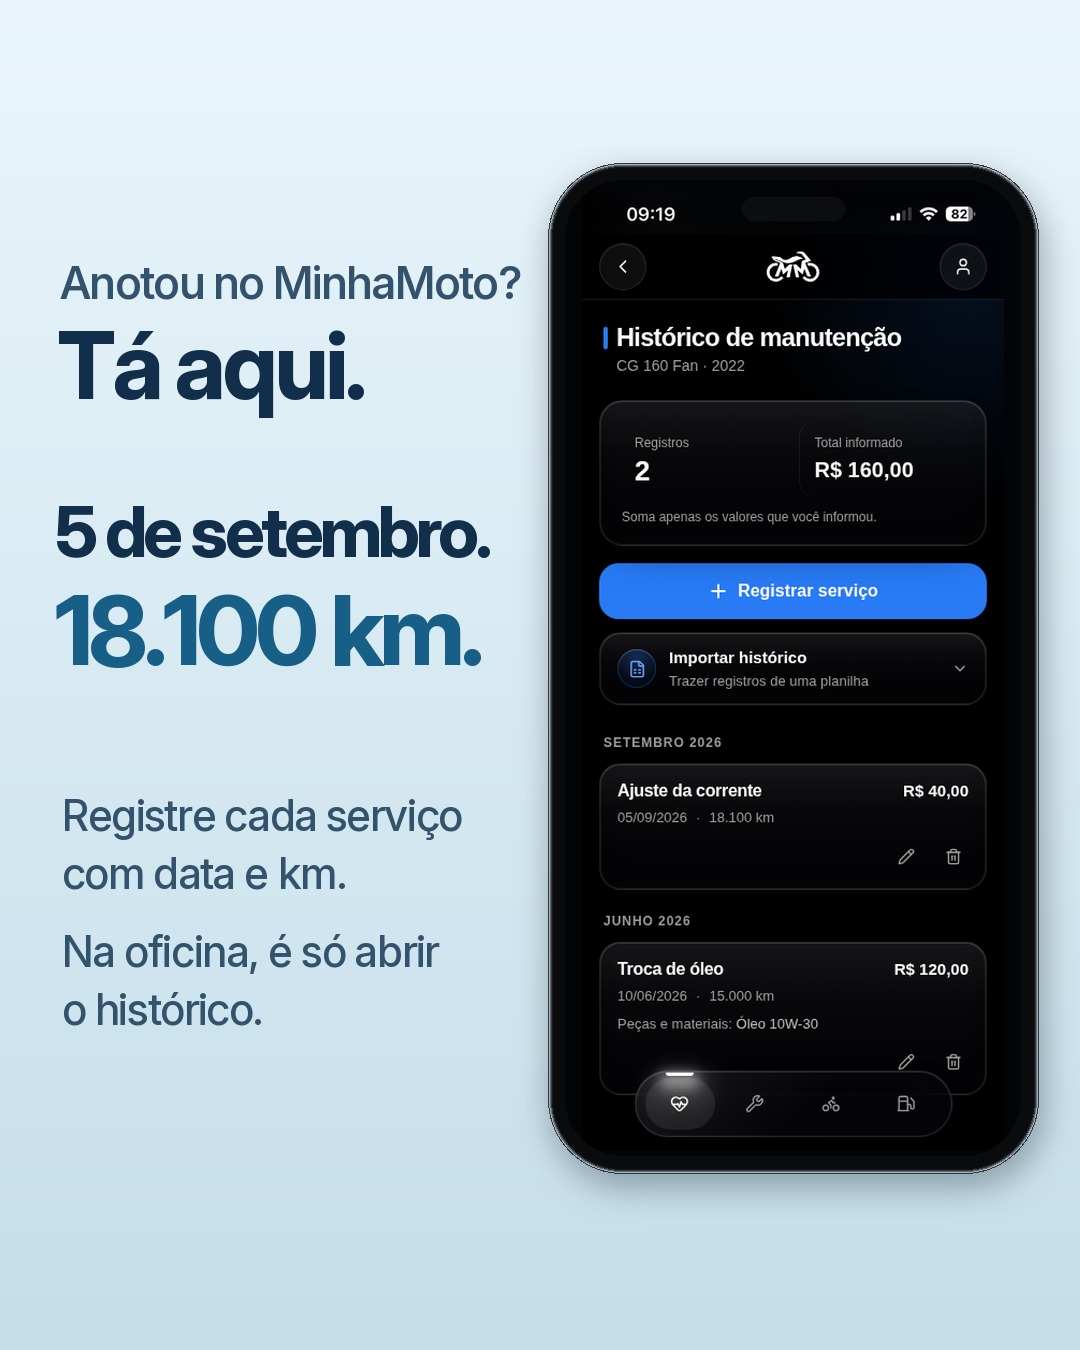 Anotou no MinhaMoto?
Tá aqui.
5 de setembro.
18.100 km.
Registre cada serviço
com data e km.
Na oficina, é só abrir
o histórico.
09:19
82
MM
Histórico de manutenção
CG 160 Fan · 2022
Registros
2
Total informado
R$ 160,00
Soma apenas os valores que você informou.
+ Registrar serviço
Importar histórico
Trazer registros de uma planilha
SETEMBRO 2026
Ajuste da corrente
R$ 40,00
05/09/2026 · 18.100 km
JUNHO 2026
Troca de óleo
R$ 120,00
10/06/2026 · 15.000 km
Peças e materiais: Óleo 10W-30